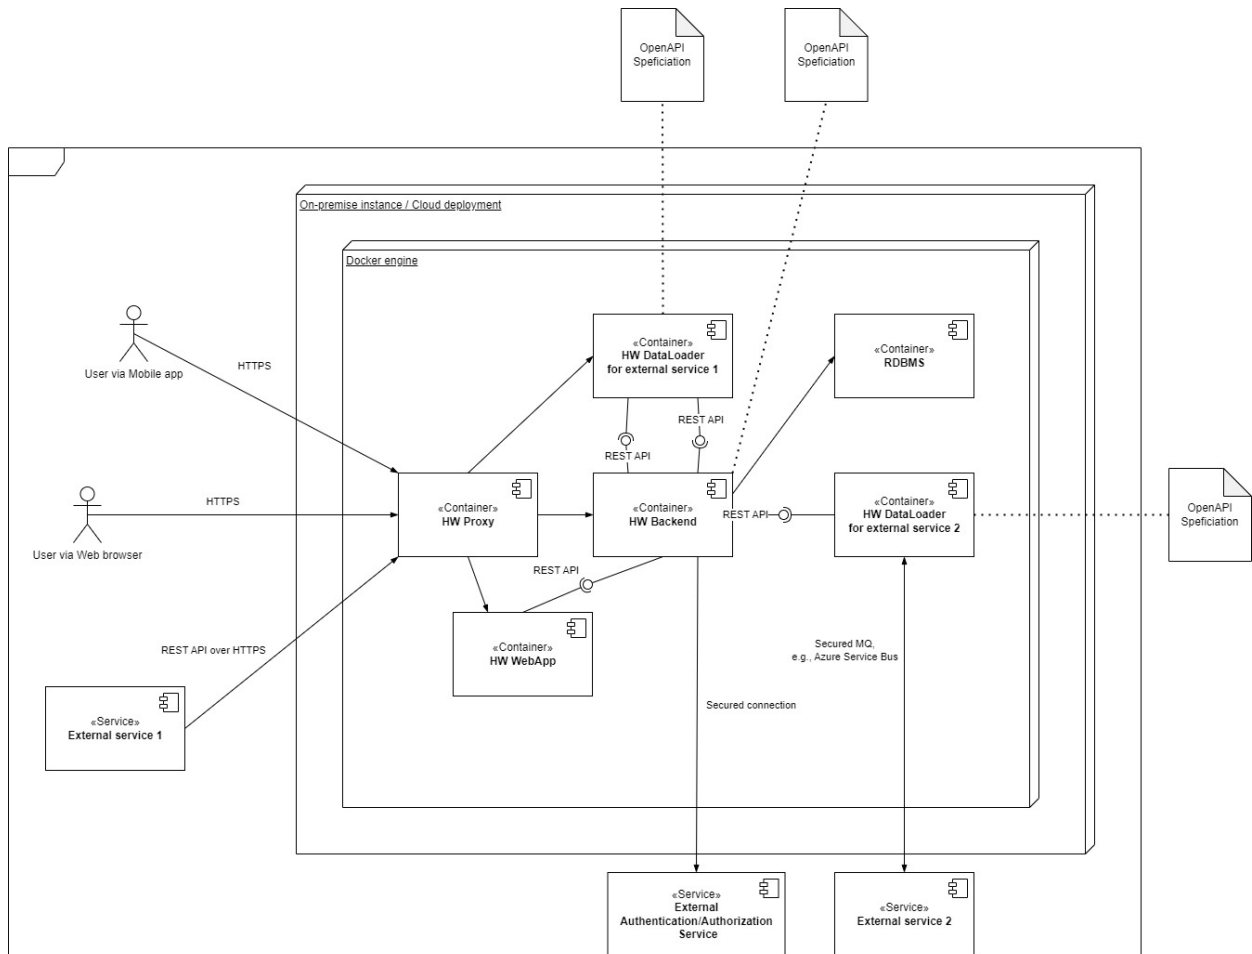 OpenAPI
Speficiation
OpenAPI
Speficiation
On-premise instance / Cloud deployment
Docker engine
User via Mobile app
HTTPS
«Container»
HW DataLoader
for external service 1
«Container»
RDBMS
REST API
REST API
User via Web browser
HTTPS
«Container»
HW Proxy
«Container»
HW Backend
REST API
«Container»
HW DataLoader
for external service 2
OpenAPI
Speficiation
REST API
«Container»
HW WebApp
REST API over HTTPS
Secured MQ,
e.g., Azure Service Bus
Secured connection
«Service»
External service 1
«Service»
External
Authentication/Authorization
Service
«Service»
External service 2